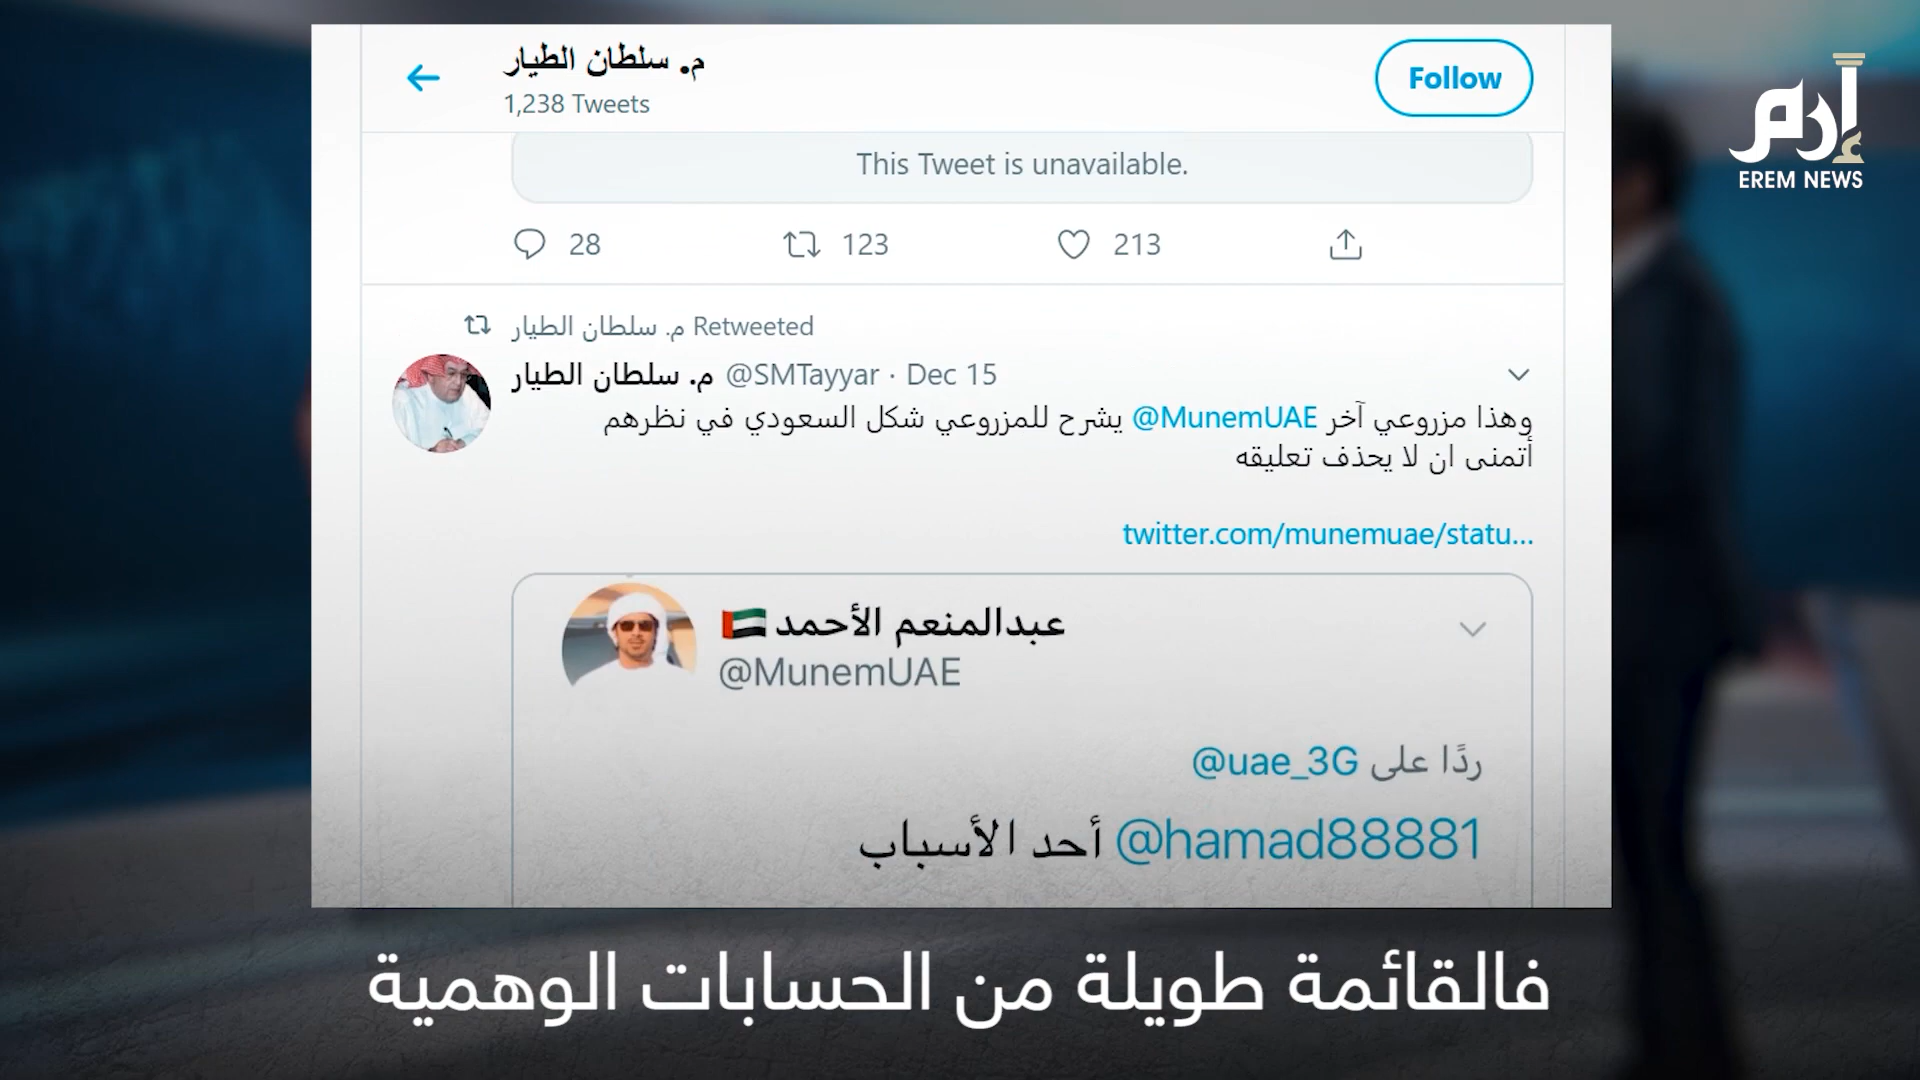 م. سلطان الطيار
1,238 Tweets
Follow
إرم
EREM NEWS
This Tweet is unavailable.
28 123 213
م. سلطان الطيار Retweeted
م. سلطان الطيار @SMTayyar · Dec 15
وهذا مزروعي آخر @MunemUAE يشرح للمزروعي شكل السعودي في نظرهم
أتمنى ان لا يحذف تعليقه
twitter.com/munemuae/statu...
عبدالمنعم الأحمد
@MunemUAE
ردًا على @uae_3G
@hamad88881 أحد الأسباب
فالقائمة طويلة من الحسابات الوهمية